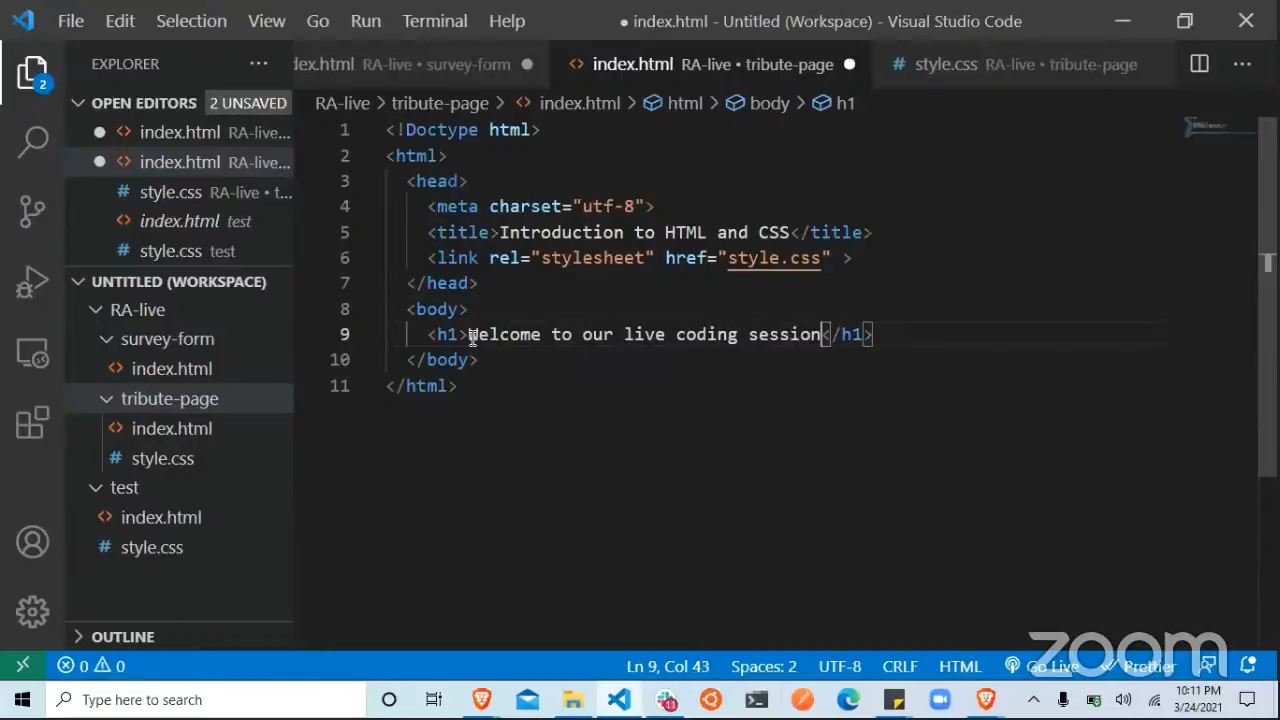 File Edit Selection View Go Run Terminal Help ● index.html - Untitled (Workspace) - Visual Studio Code
EXPLORER ···
dex.html RA-live • survey-form
index.html RA-live • tribute-page
# style.css RA-live • tribute-page
OPEN EDITORS 2 UNSAVED
index.html RA-live...
index.html RA-live...
# style.css RA-live • t...
index.html test
# style.css test
UNTITLED (WORKSPACE)
RA-live
survey-form
index.html
tribute-page
index.html
# style.css
test
index.html
# style.css
OUTLINE
2
RA-live > tribute-page > index.html > html > body > h1
1 <!Doctype html>
2 <html>
3 <head>
4 <meta charset="utf-8">
5 <title>Introduction to HTML and CSS</title>
6 <link rel="stylesheet" href="style.css" >
7 </head>
8 <body>
9 <h1>Welcome to our live coding session</h1>
10 </body>
11 </html>
zoom
0 0 Ln 9, Col 43 Spaces: 2 UTF-8 CRLF HTML Go Live Prettier
Type here to search
11
10:11 PM
3/24/2021